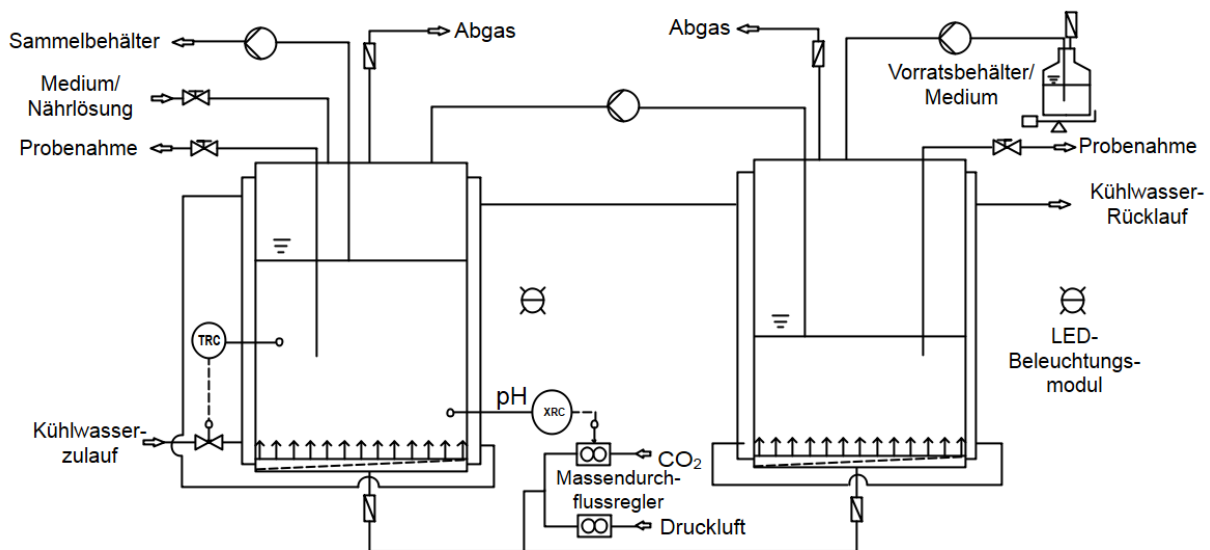 Sammelbehälter
Abgas
Abgas
Medium/
Nährlösung
Vorratsbehälter/
Medium
Probenahme
Probenahme
Kühlwasser-
Rücklauf
TRC
LED-
Beleuchtungs-
modul
pH
XRC
Kühlwasser-
zulauf
CO₂
Massendurch-
flussregler
Druckluft